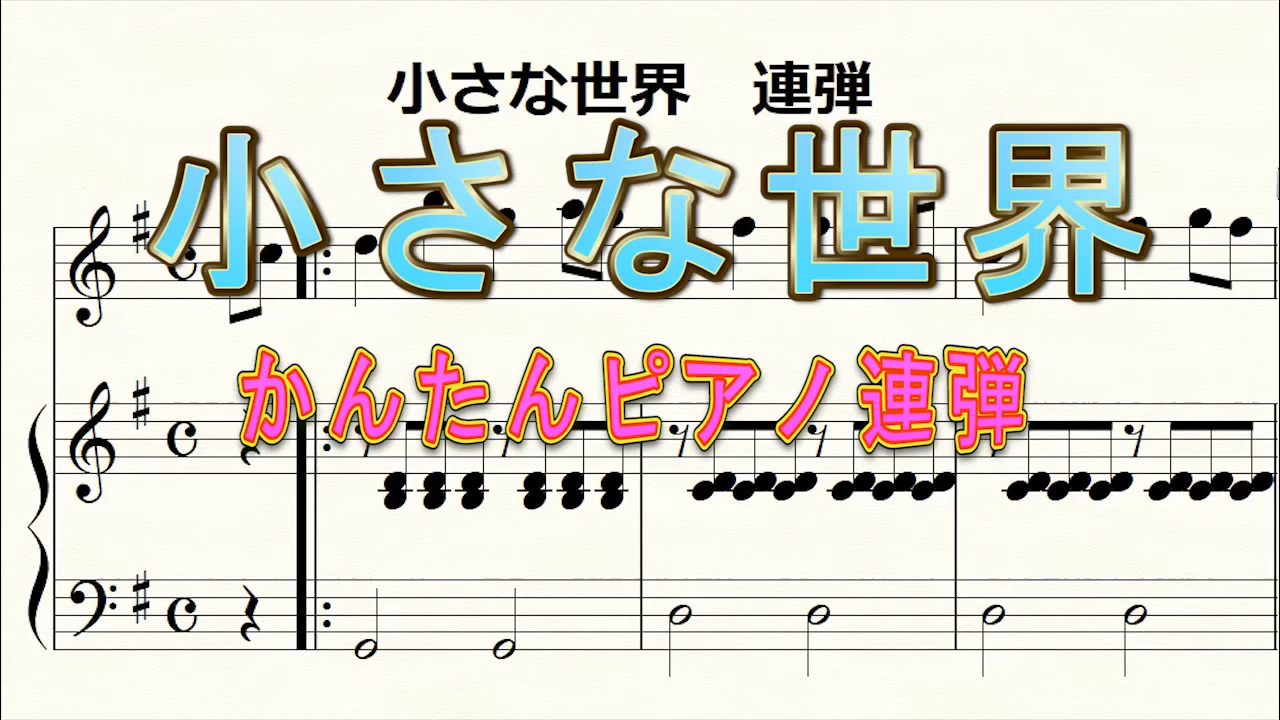 小さな世界　連弾
小さな世界
かんたんピアノ連弾